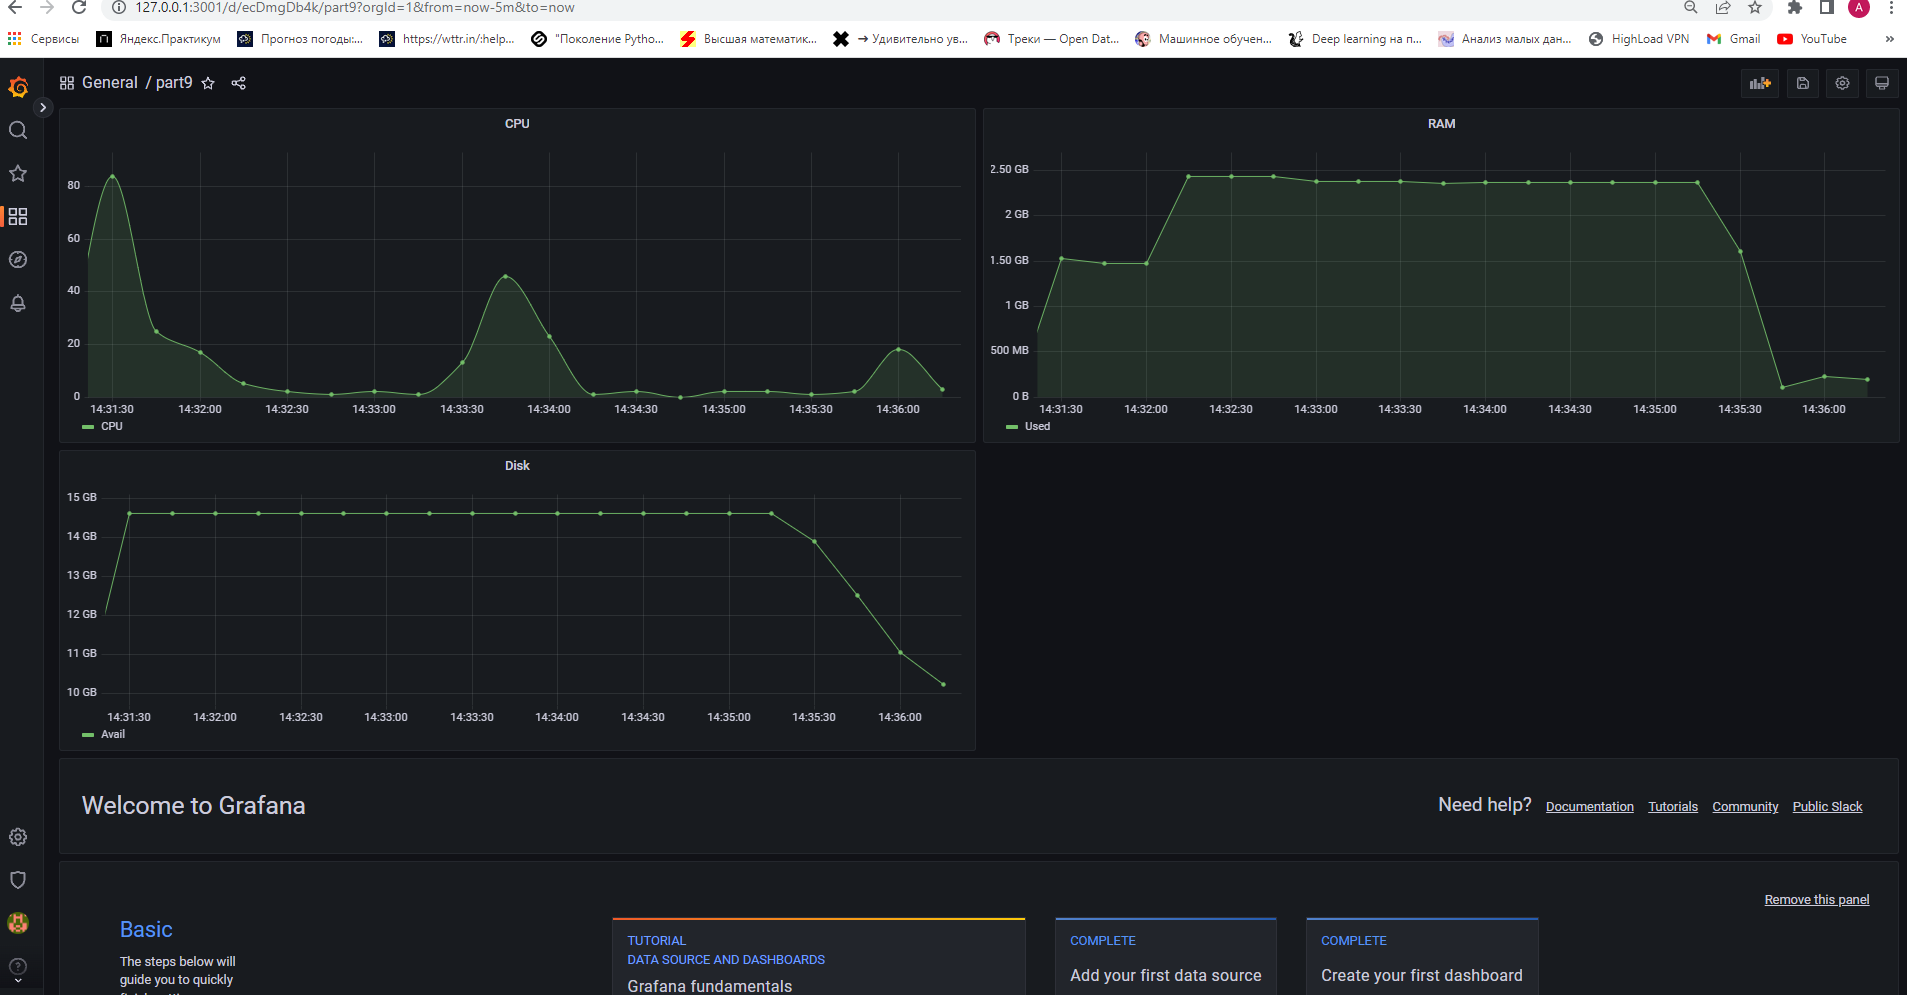 127.0.0.1:3001/d/ecDmgDb4k/part9?orgId=1&from=now-5m&to=now
A
Сервисы
Яндекс.Практикум
Прогноз погоды:...
https://wttr.in/:help...
"Поколение Pytho...
Высшая математик...
→ Удивительно ув...
Треки — Open Dat...
Машинное обучен...
Deep learning на п...
Анализ малых дан...
HighLoad VPN
Gmail
YouTube
»
General / part9
CPU
80
60
40
20
0
14:31:30 14:32:00 14:32:30 14:33:00 14:33:30 14:34:00 14:34:30 14:35:00 14:35:30 14:36:00
CPU
RAM
2.50 GB
2 GB
1.50 GB
1 GB
500 MB
0 B
14:31:30 14:32:00 14:32:30 14:33:00 14:33:30 14:34:00 14:34:30 14:35:00 14:35:30 14:36:00
Used
Disk
15 GB
14 GB
13 GB
12 GB
11 GB
10 GB
14:31:30 14:32:00 14:32:30 14:33:00 14:33:30 14:34:00 14:34:30 14:35:00 14:35:30 14:36:00
Avail
Welcome to Grafana
Need help? Documentation Tutorials Community Public Slack
Remove this panel
Basic
The steps below will
guide you to quickly
TUTORIAL
DATA SOURCE AND DASHBOARDS
Grafana fundamentals
COMPLETE
Add your first data source
COMPLETE
Create your first dashboard